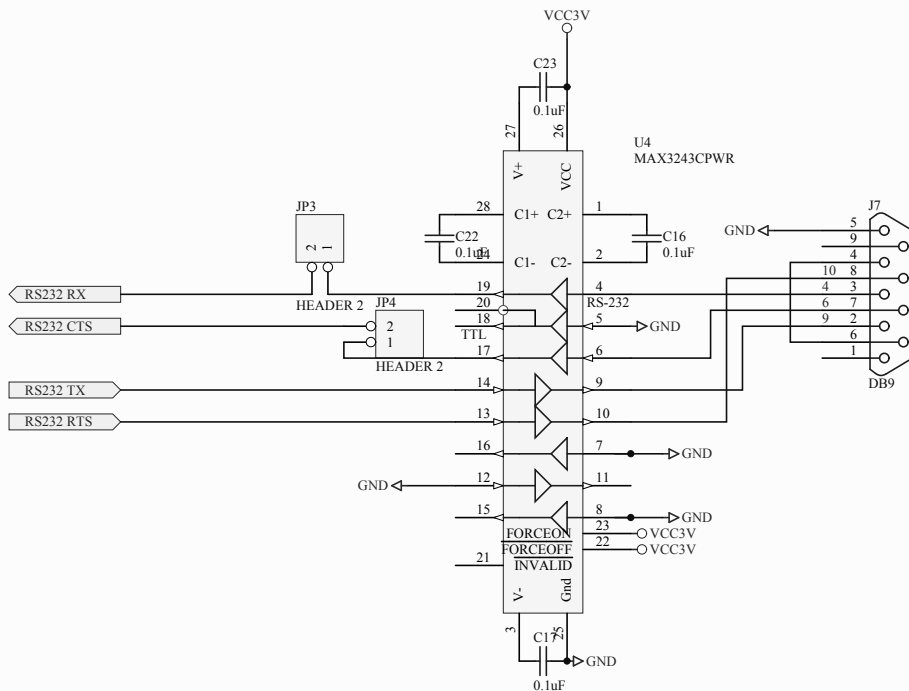 VCC3V
C23
0.1uF
27
26
U4
MAX3243CPWR
V+
VCC
JP3
2
1
HEADER 2
28
C1+
C2+
1
C22
0.1uF
24
C1-
C2-
2
C16
0.1uF
J7
GND
5
9
4
10
8
4
3
6
7
9
2
6
1
DB9
RS232 RX
19
4
RS-232
20
JP4
RS232 CTS
2
1
HEADER 2
18
5
GND
TTL
17
6
RS232 TX
14
9
RS232 RTS
13
10
16
7
GND
GND
12
11
15
8
GND
FORCEON
23
VCC3V
FORCEOFF
22
VCC3V
INVALID
21
V-
Gnd
3
25
C17
GND
0.1uF